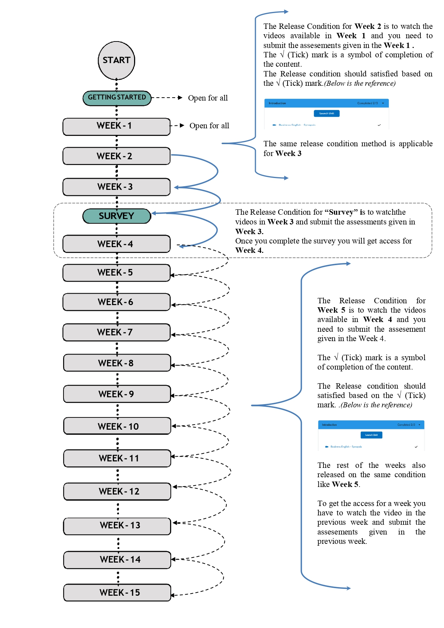 START
GETTING STARTED
Open for all
WEEK - 1
Open for all
WEEK - 2
WEEK - 3
SURVEY
WEEK - 4
WEEK - 5
WEEK - 6
WEEK - 7
WEEK - 8
WEEK - 9
WEEK - 10
WEEK - 11
WEEK - 12
WEEK - 13
WEEK - 14
WEEK - 15
The Release Condition for Week 2 is to watch the
videos available in Week 1 and you need to
submit the assesements given in the Week 1 .
The √ (Tick) mark is a symbol of completion of
the content.
The Release Condition should satisfied based on
the √ (Tick) mark.(Below is the reference)
The same release condition method is applicable
for Week 3
The Release Condition for “Survey” is to watchthe
videos in Week 3 and submit the assessments given in
Week 3.
Once you complete the survey you will get access for
Week 4.
The Release Condition for
Week 5 is to watch the videos
available in Week 4 and you
need to submit the assessment
given in the Week 4.
The √ (Tick) mark is a symbol
of completion of the content.
The Release condition should
satisfied based on the √ (Tick)
mark. .(Below is the reference)
The rest of the weeks also
released on the same condition
like Week 5.
To get the access for a week you
have to watch the video in the
previous week and submit the
assesements given in the
previous week.